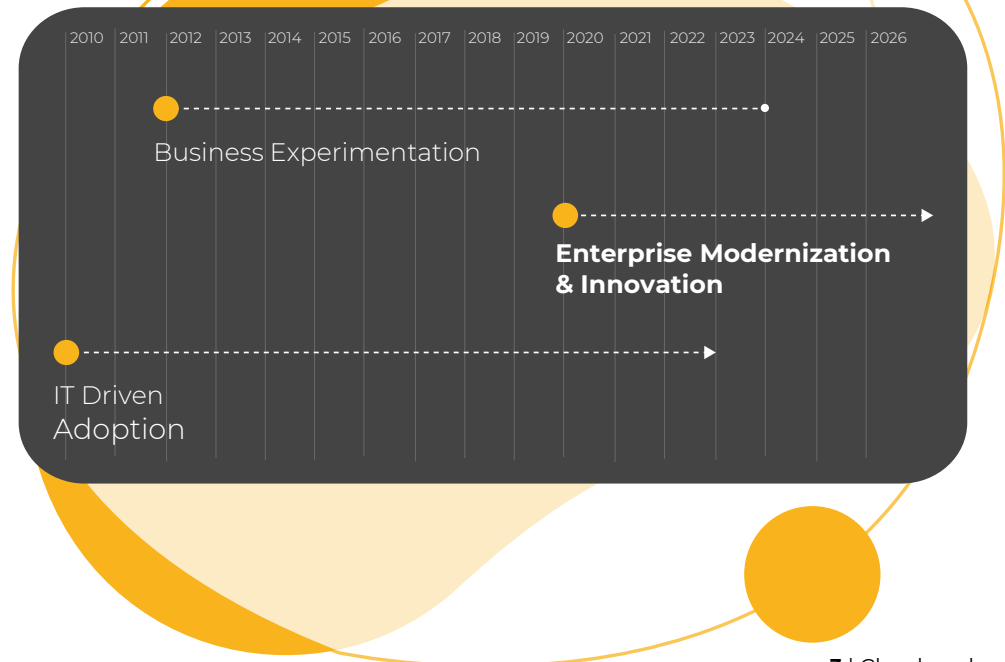 2010 2011 2012 2013 2014 2015 2016 2017 2018 2019 2020 2021 2022 2023 2024 2025 2026
Business Experimentation
Enterprise Modernization
& Innovation
IT Driven
Adoption